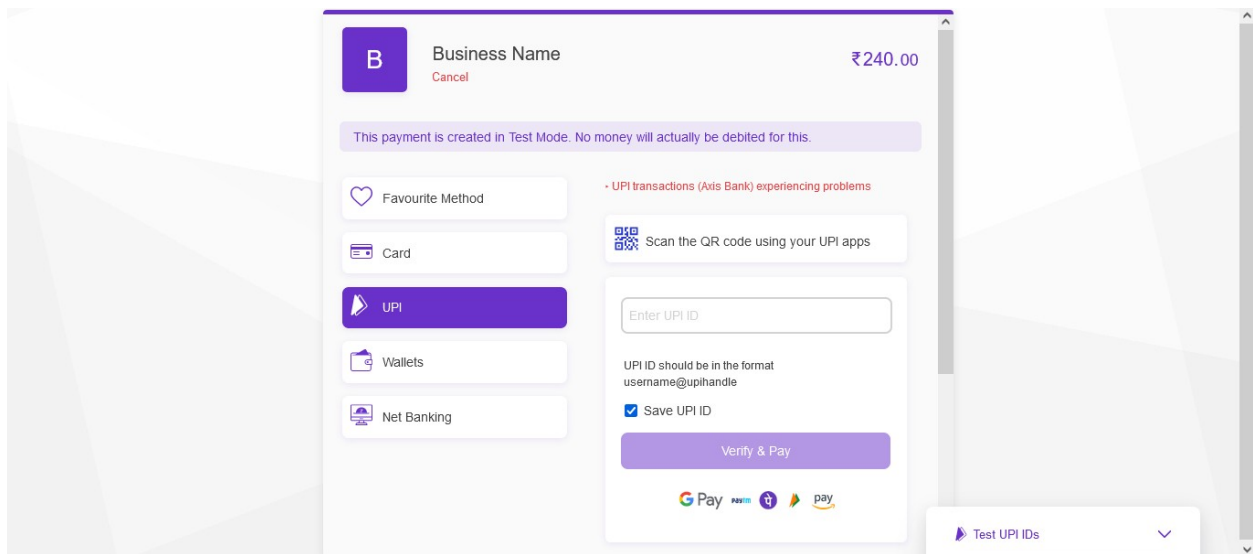 B
Business Name
Cancel
₹240.00
This payment is created in Test Mode. No money will actually be debited for this.
Favourite Method
Card
UPI
Wallets
Net Banking
• UPI transactions (Axis Bank) experiencing problems
Scan the QR code using your UPI apps
Enter UPI ID
UPI ID should be in the format
username@upihandle
Save UPI ID
Verify & Pay
G Pay paytm पे pay
Test UPI IDs